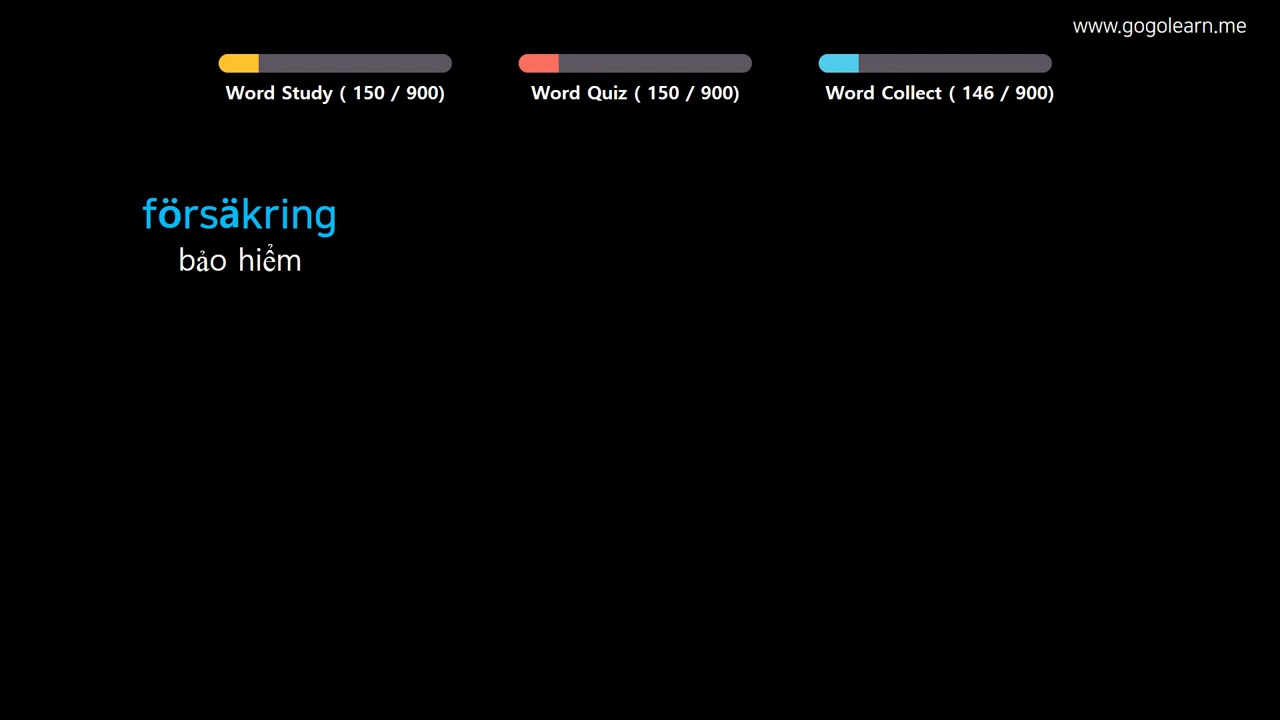 www.gogolearn.me
Word Study ( 150 / 900)
Word Quiz ( 150 / 900)
Word Collect ( 146 / 900)
försäkring
bảo hiểm